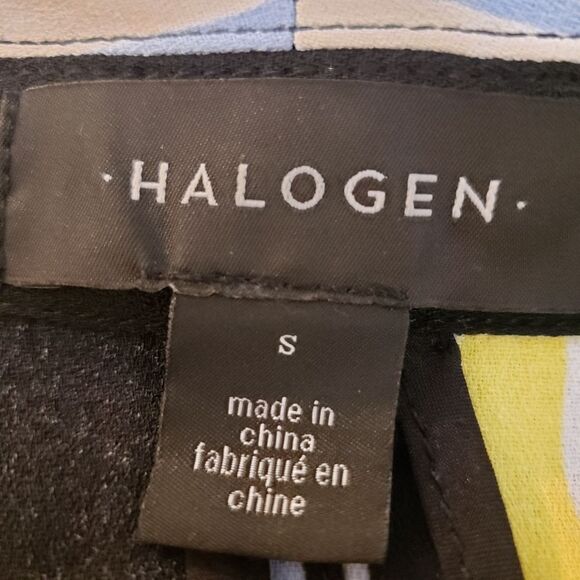 ·HALOGEN·
S
made in
china
fabriqué en
chine